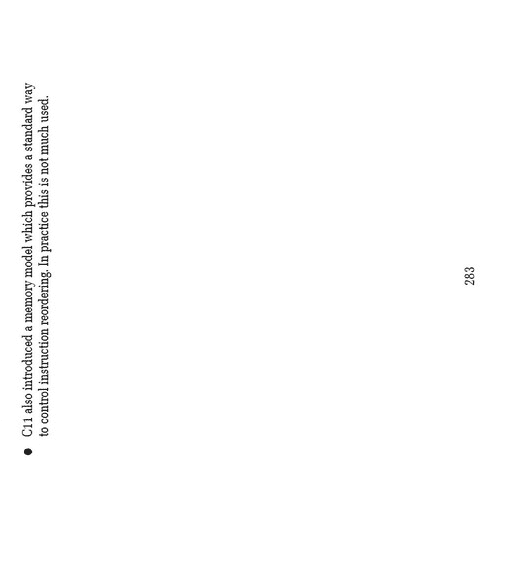 ● C11 also introduced a memory model which provides a standard way
to control instruction reordering. In practice this is not much used.
283